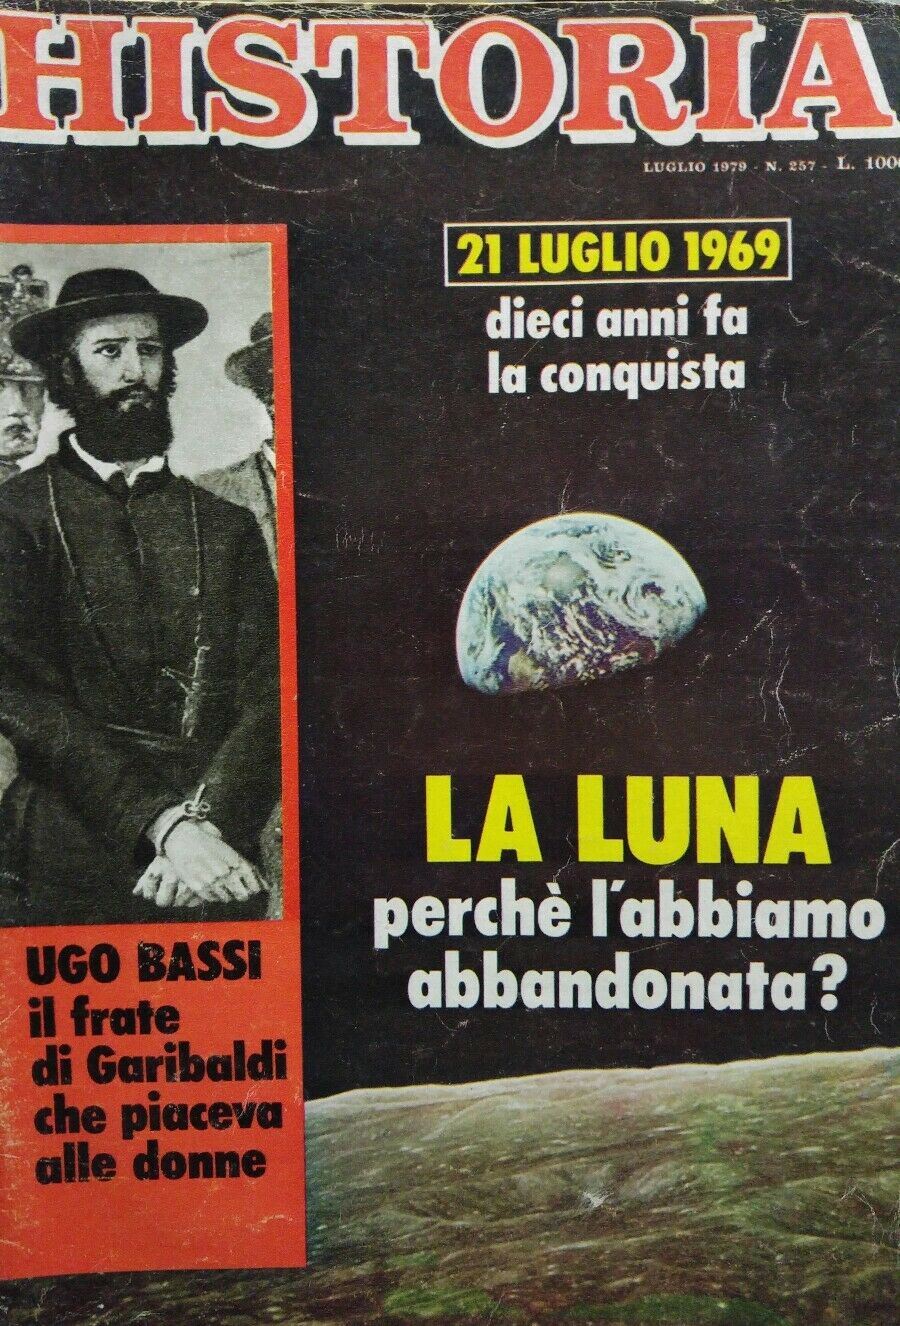 HISTORIA
LUGLIO 1979 - N. 257 - L. 1000
21 LUGLIO 1969
dieci anni fa
la conquista
LA LUNA
perchè l'abbiamo
abbandonata?
UGO BASSI
il frate
di Garibaldi
che piaceva
alle donne